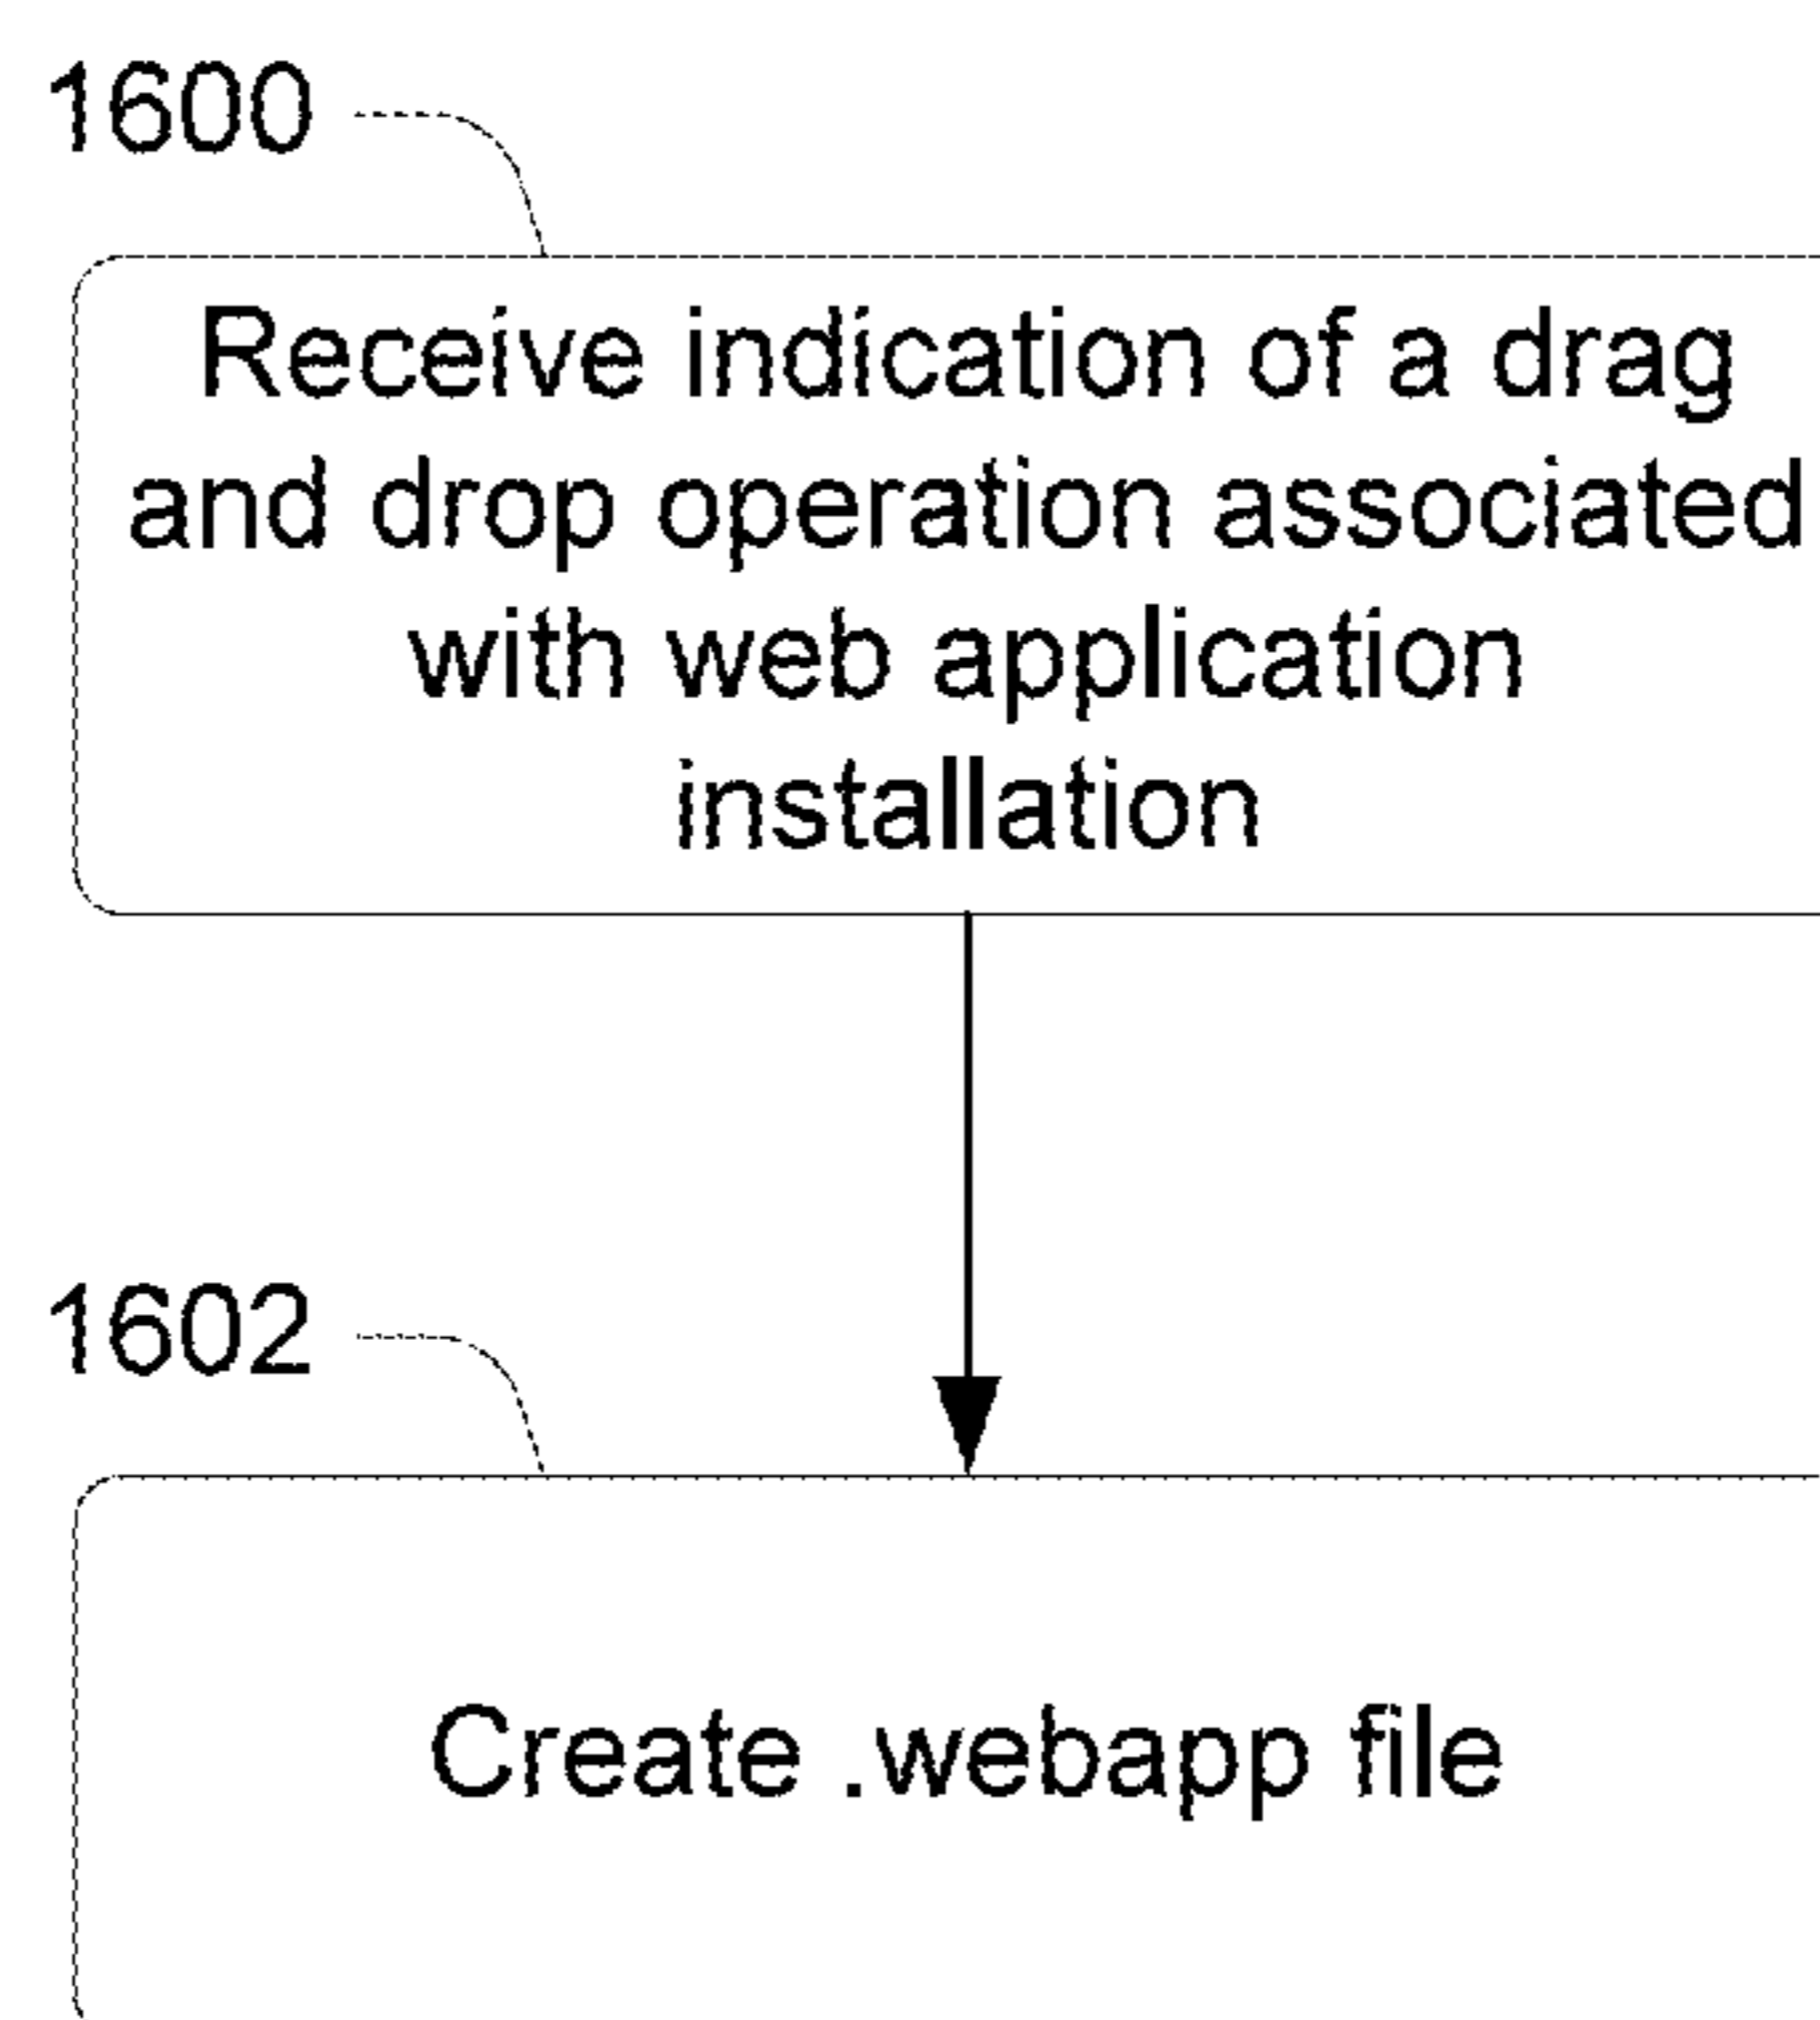 1600
Receive indication of a drag
and drop operation associated
with web application
installation
1602
Create .webapp file